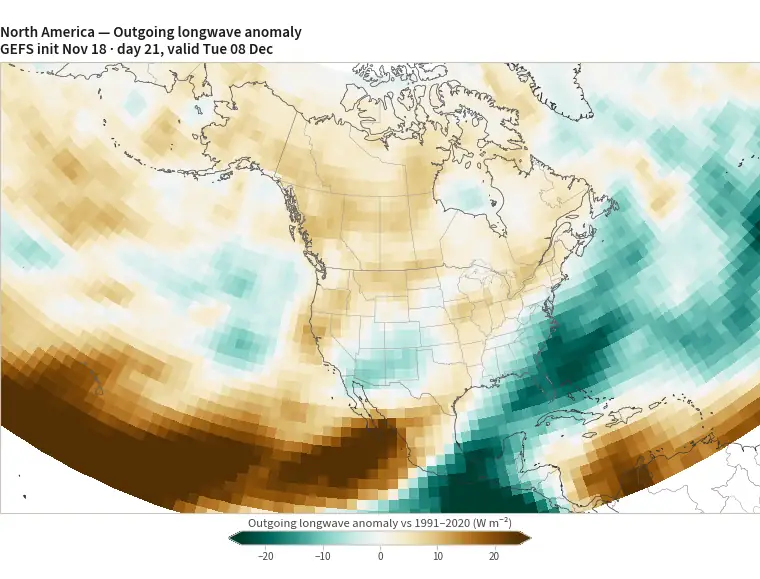 North America — Outgoing longwave anomaly
GEFS init Nov 18 · day 21, valid Tue 08 Dec
Outgoing longwave anomaly vs 1991–2020 (W m⁻²)
−20 −10 0 10 20